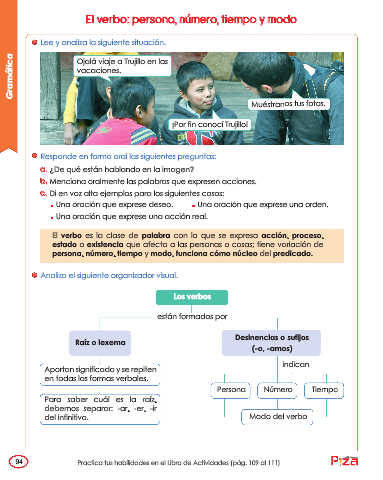 El verbo: persona, número, tiempo y modo
Gramática
Lee y analiza la siguiente situación.
Ojalá viaje a Trujillo en las
vacaciones.
Muéstranos tus fotos.
¡Por fin conocí Trujillo!
Responde en forma oral las siguientes preguntas:
a. ¿De qué están hablando en la imagen?
b. Menciona oralmente las palabras que expresen acciones.
c. Di en voz alta ejemplos para los siguientes casos:
Una oración que exprese deseo. Una oración que exprese una orden.
Una oración que exprese una acción real.
El verbo es la clase de palabra con la que se expresa acción, proceso,
estado o existencia que afecta a las personas o cosas; tiene variación de
persona, número, tiempo y modo, funciona cómo núcleo del predicado.
Analiza el siguiente organizador visual.
Los verbos
están formados por
Raíz o lexema
Desinencias o sufijos
(-o, -amos)
Aportan significado y se repiten
en todas las formas verbales.
indican
Persona Número Tiempo
Para saber cuál es la raíz,
debemos separar: -ar, -er, -ir
del infinitivo.
Modo del verbo
94
Practica tus habilidades en el Libro de Actividades (pág. 109 al 111)